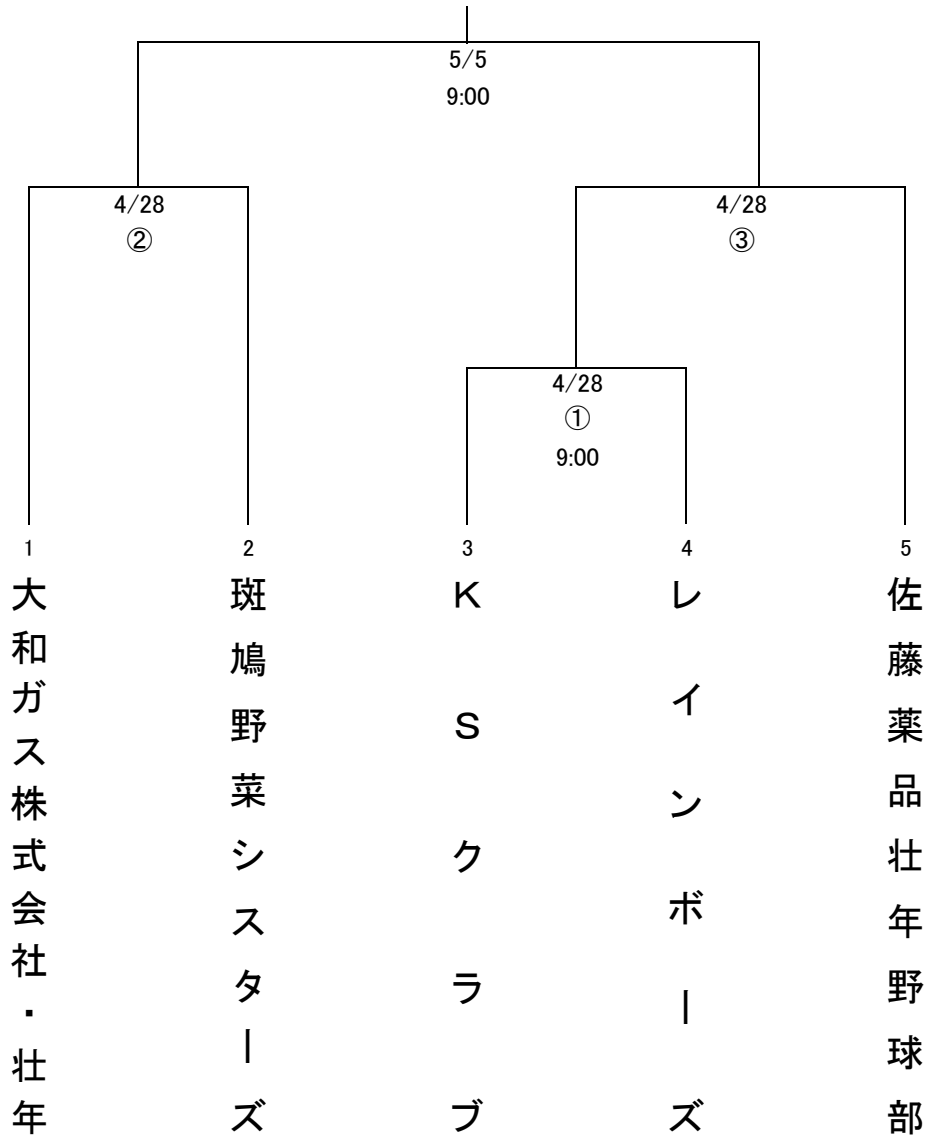 5/5
9:00
4/28
②
4/28
③
4/28
①
9:00
1
2
3
4
5
大和ガス株式会社・壮年
斑鳩野菜シスターズ
KSクラブ
レインボーズ
佐藤薬品壮年野球部